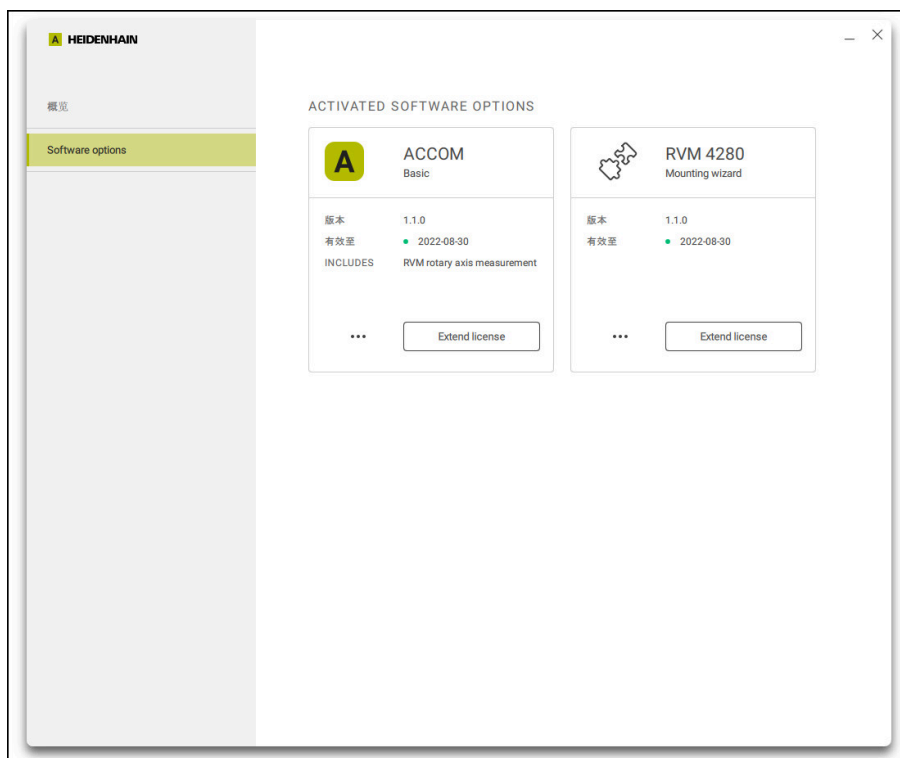 A HEIDENHAIN
概览
Software options
ACTIVATED SOFTWARE OPTIONS
A
ACCOM
Basic
版本 1.1.0
有效至 2022-08-30
INCLUDES RVM rotary axis measurement
Extend license
RVM 4280
Mounting wizard
版本 1.1.0
有效至 2022-08-30
Extend license